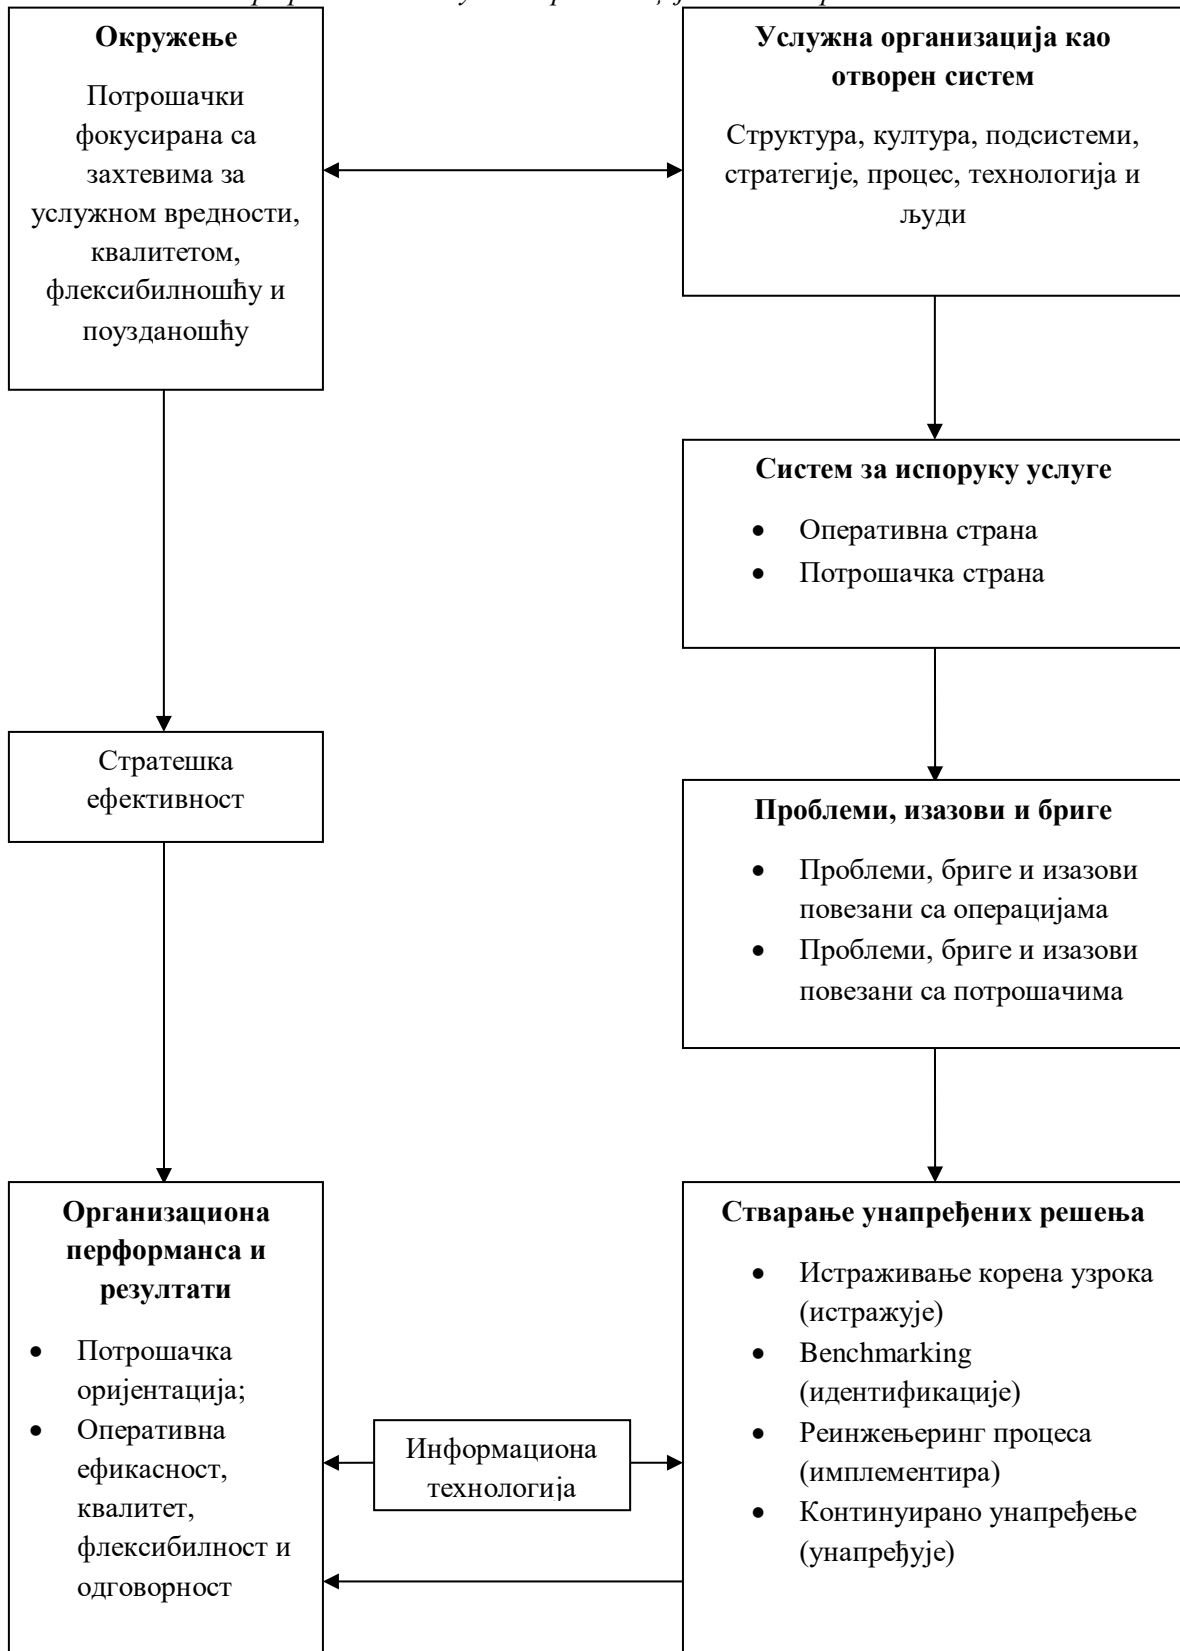 Окружење
Потрошачки
фокусирана са
захтевима за
услужном вредности,
квалитетом,
флексибилношћу и
поузданошћу
Услужна организација као
отворен систем
Структура, култура, подсистеми,
стратегије, процес, технологија и
људи
Систем за испоруку услуге
• Оперативна страна
• Потрошачка страна
Стратешка
ефективност
Проблеми, изазови и бриге
• Проблеми, бриге и изазови
повезани са операцијама
• Проблеми, бриге и изазови
повезани са потрошачима
Организациона
перформанса и
резултати
• Потрошачка
оријентација;
• Оперативна
ефикасност,
квалитет,
флексибилност и
одговорност
Информациона
технологија
Стварање унапређених решења
• Истраживање корена узрока
(истражује)
• Benchmarking
(идентификације)
• Реинжењеринг процеса
(имплементира)
• Континуирано унапређење
(унапређује)